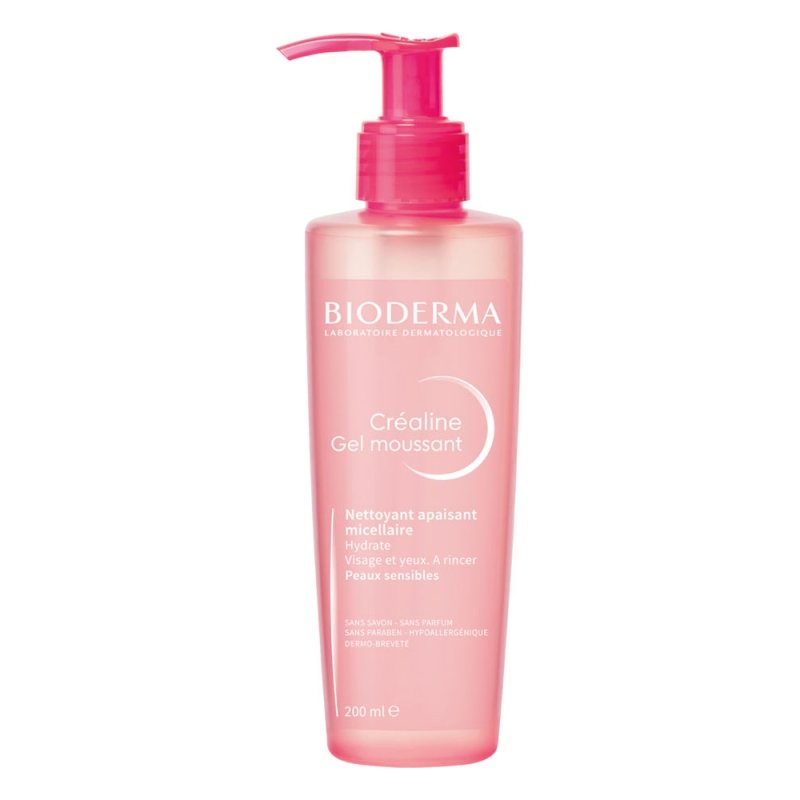 BIODERMA
LABORATOIRE DERMATOLOGIQUE
Créaline
Gel moussant
Nettoyant apaisant
micellaire
Hydrate
Visage et yeux. A rincer
Peaux sensibles
SANS SAVON - SANS PARFUM
SANS PARABEN - HYPOALLERGÉNIQUE
DERMO-BREVETÉ
200 ml ℮